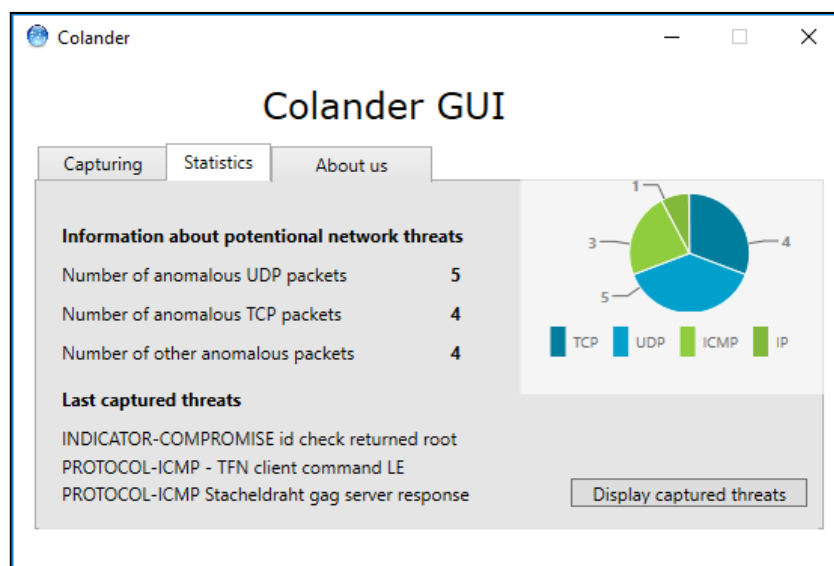 Colander
Colander GUI
Capturing
Statistics
About us
Information about potentional network threats
Number of anomalous UDP packets 5
Number of anomalous TCP packets 4
Number of other anomalous packets 4
1
3
4
5
TCP UDP ICMP IP
Last captured threats
INDICATOR-COMPROMISE id check returned root
PROTOCOL-ICMP - TFN client command LE
PROTOCOL-ICMP Stacheldraht gag server response
Display captured threats